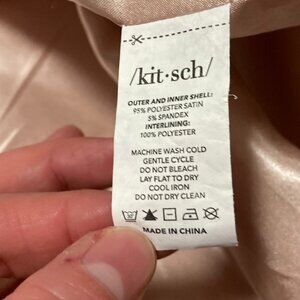 /kit·sch/
OUTER AND INNER SHELL:
95% POLYESTER SATIN
5% SPANDEX
INTERLINING:
100% POLYESTER
MACHINE WASH COLD
GENTLE CYCLE
DO NOT BLEACH
LAY FLAT TO DRY
COOL IRON
DO NOT DRY CLEAN
MADE IN CHINA